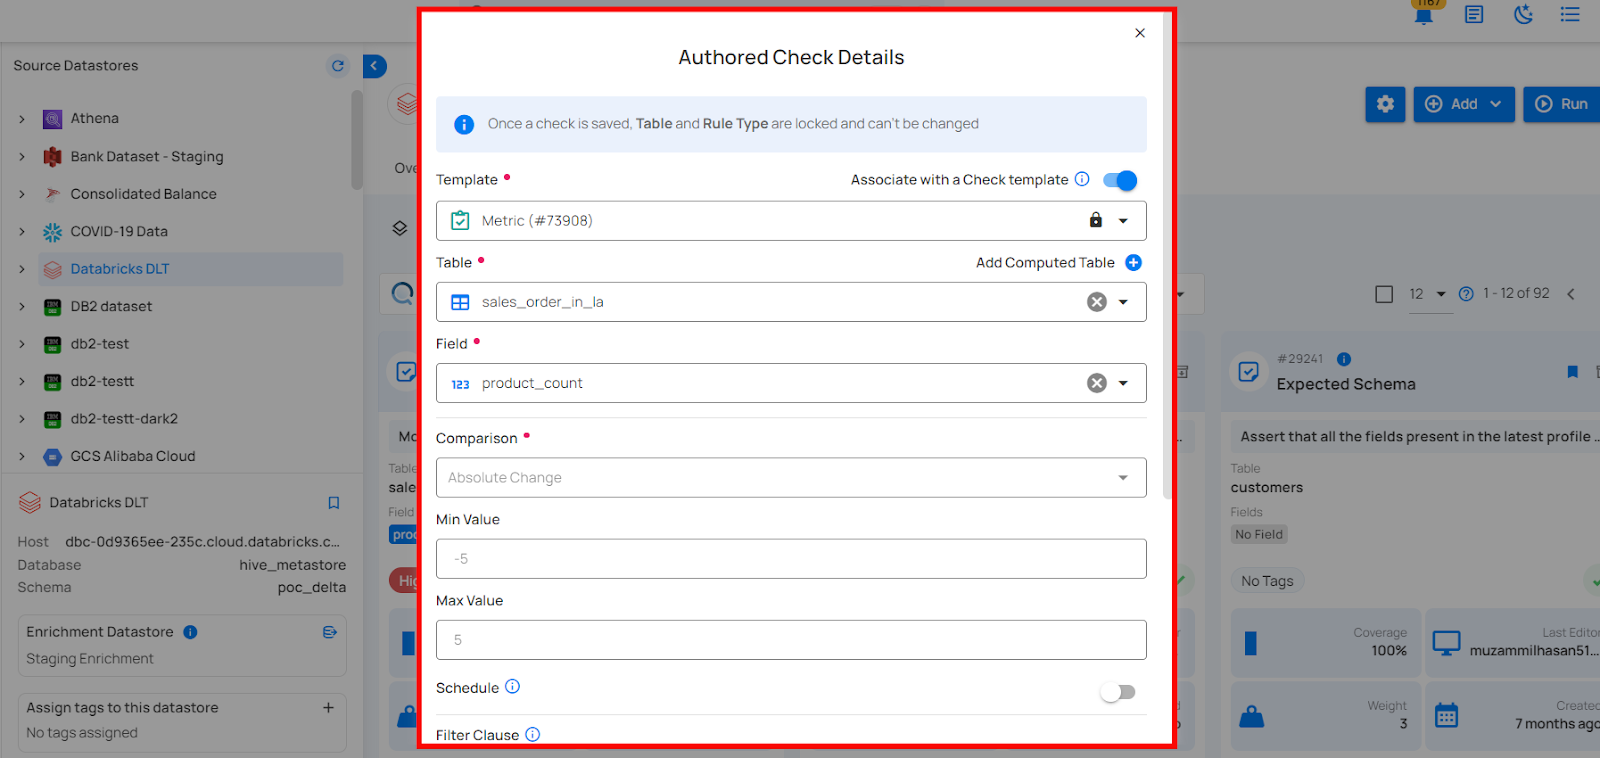 1167
Source Datastores
Athena
Bank Dataset - Staging
Consolidated Balance
COVID-19 Data
Databricks DLT
DB2 dataset
db2-test
db2-testt
db2-testt-dark2
GCS Alibaba Cloud
Databricks DLT
Host dbc-0d9365ee-235c.cloud.databricks.c...
Database hive_metastore
Schema poc_delta
Enrichment Datastore
Staging Enrichment
Assign tags to this datastore
No tags assigned
Authored Check Details
Once a check is saved, Table and Rule Type are locked and can't be changed
Template Associate with a Check template
Metric (#73908)
Table Add Computed Table
sales_order_in_la
Field
123 product_count
Comparison
Absolute Change
Min Value
-5
Max Value
5
Schedule
Filter Clause
Add Run
12 1 - 12 of 92
#29241
Expected Schema
Assert that all the fields present in the latest profile ...
Table
customers
Fields
No Field
No Tags
Coverage
100%
Last Edito
muzammilhasan51...
Weight
3
Create
7 months ago